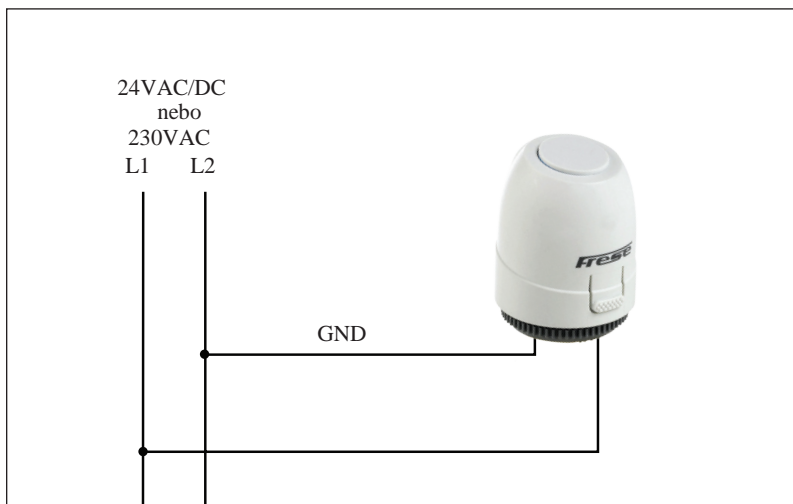 24VAC/DC
nebo
230VAC
L1 L2
Frese
GND